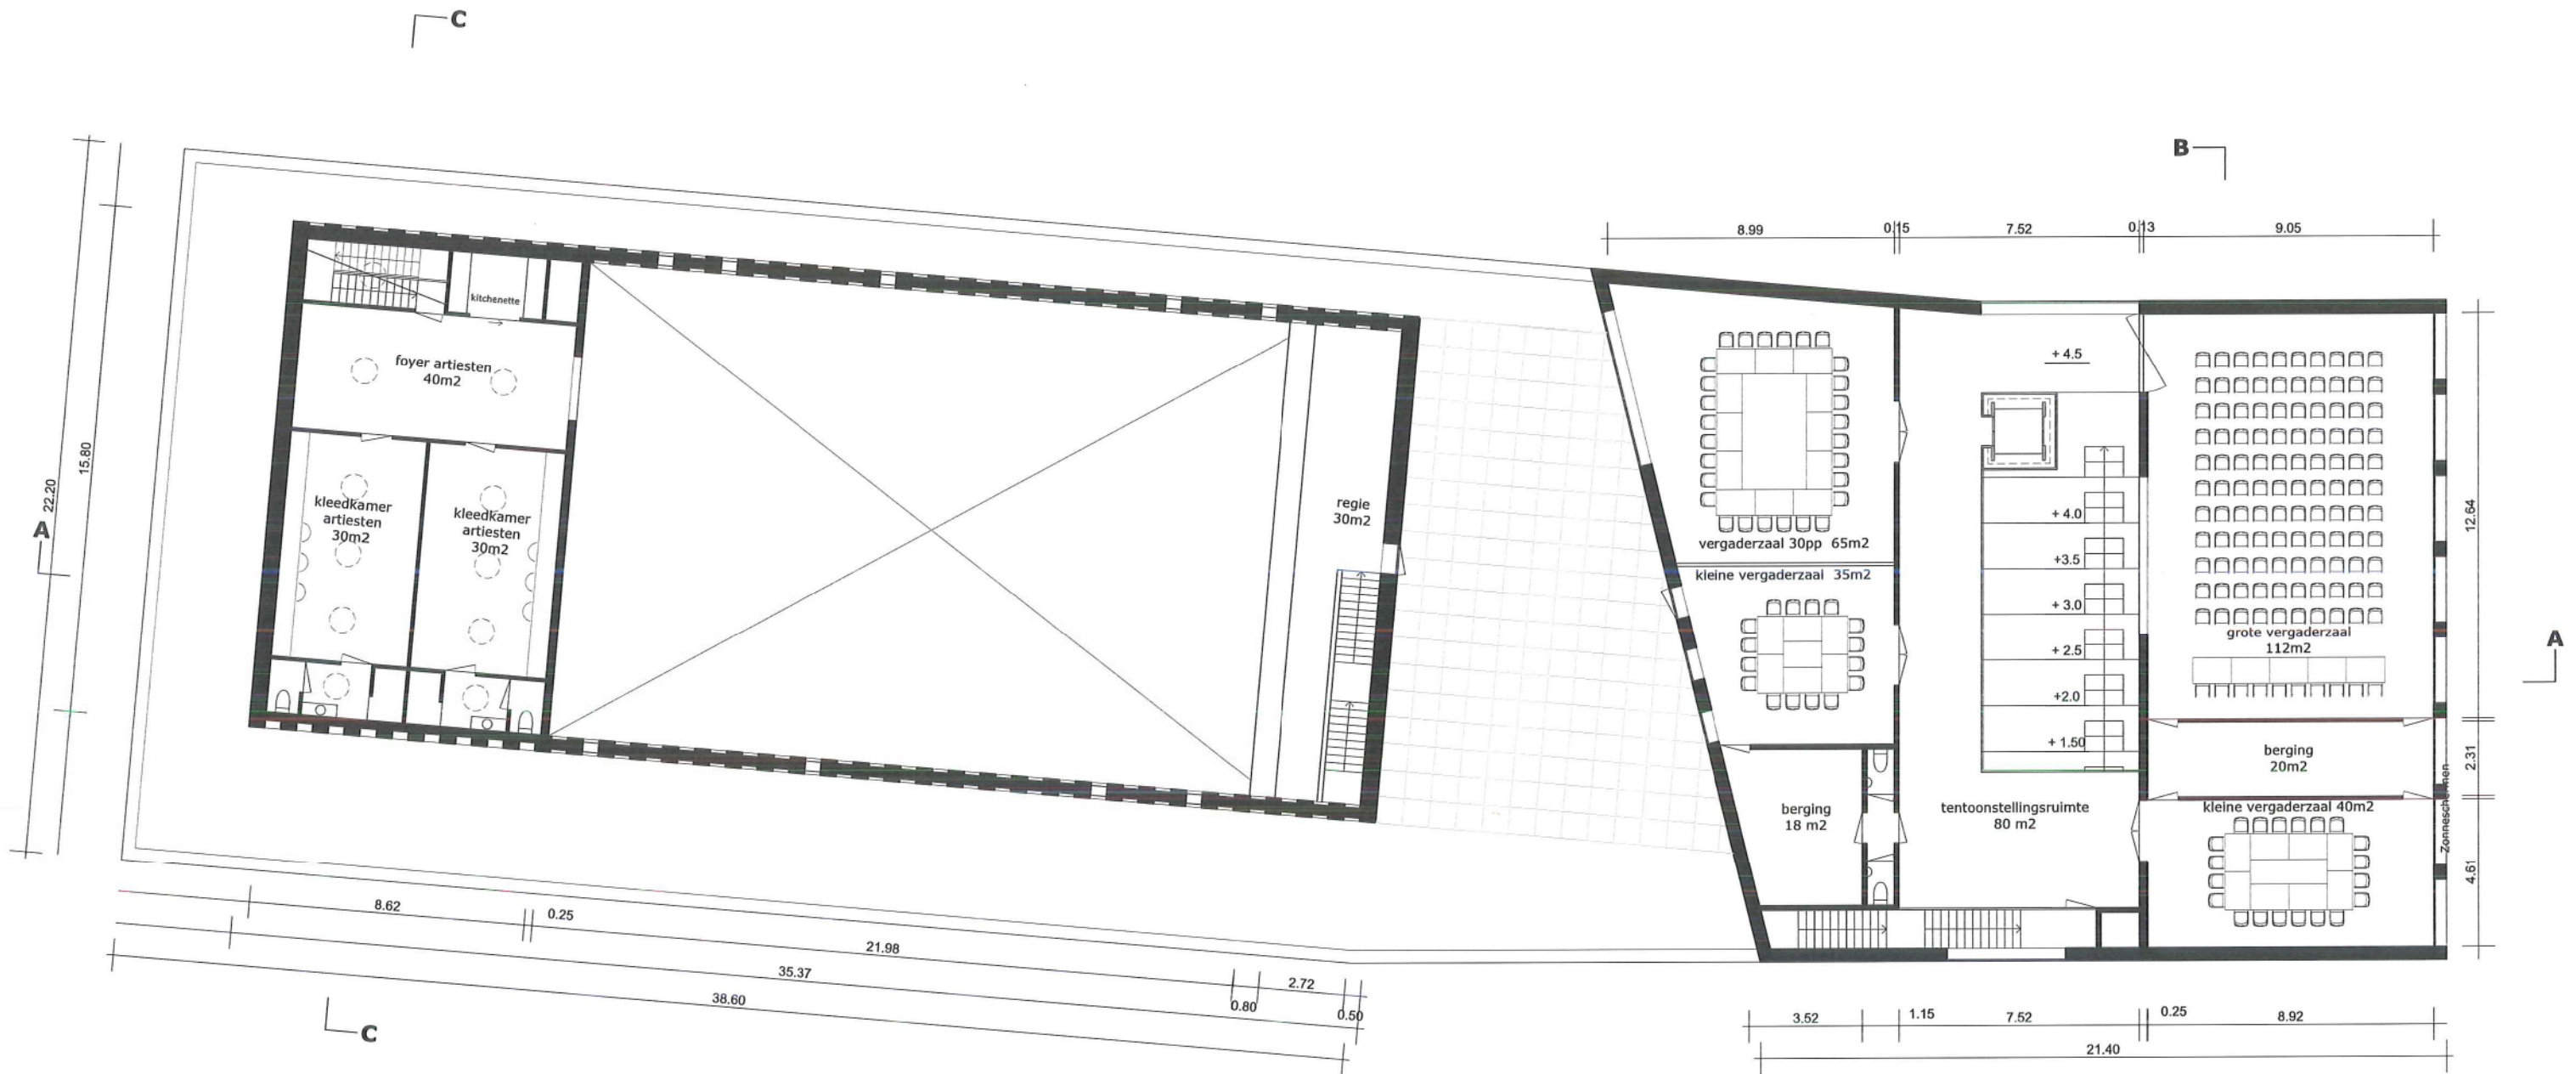 C
B
8.99
0.15
7.52
0.13
9.05
kitchenette
foyer artiesten
40m2
+ 4.5
15.80
22.20
A
kleedkamer
artiesten
30m2
kleedkamer
artiesten
30m2
regie
30m2
vergaderzaal 30pp 65m2
kleine vergaderzaal 35m2
+ 4.0
+3.5
+ 3.0
+ 2.5
+2.0
+ 1.50
12.64
grote vergaderzaal
112m2
A
berging
20m2
2.31
berging
18 m2
tentoonstellingsruimte
80 m2
kleine vergaderzaal 40m2
Zonneschermen
4.61
8.62
0.25
21.98
35.37
2.72
38.60
0.80
0.50
C
3.52
1.15
7.52
0.25
8.92
21.40